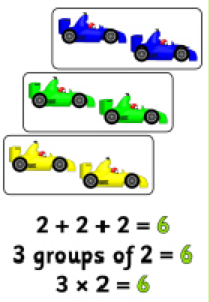 2 + 2 + 2 = 6
3 groups of 2 = 6
3 × 2 = 6